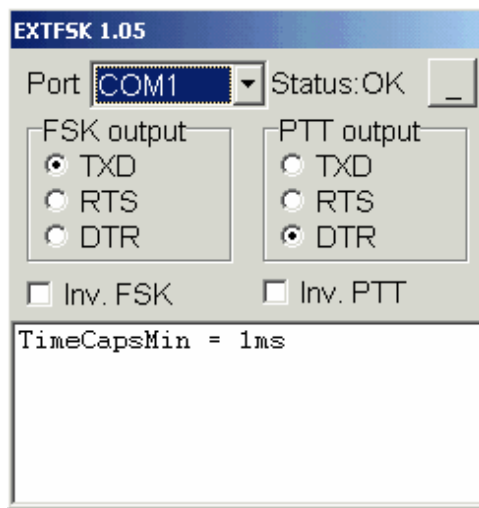 EXTFSK 1.05
Port COM1 Status:OK _
FSK output PTT output
TXD TXD
RTS RTS
DTR DTR
Inv. FSK Inv. PTT
TimeCapsMin = 1ms